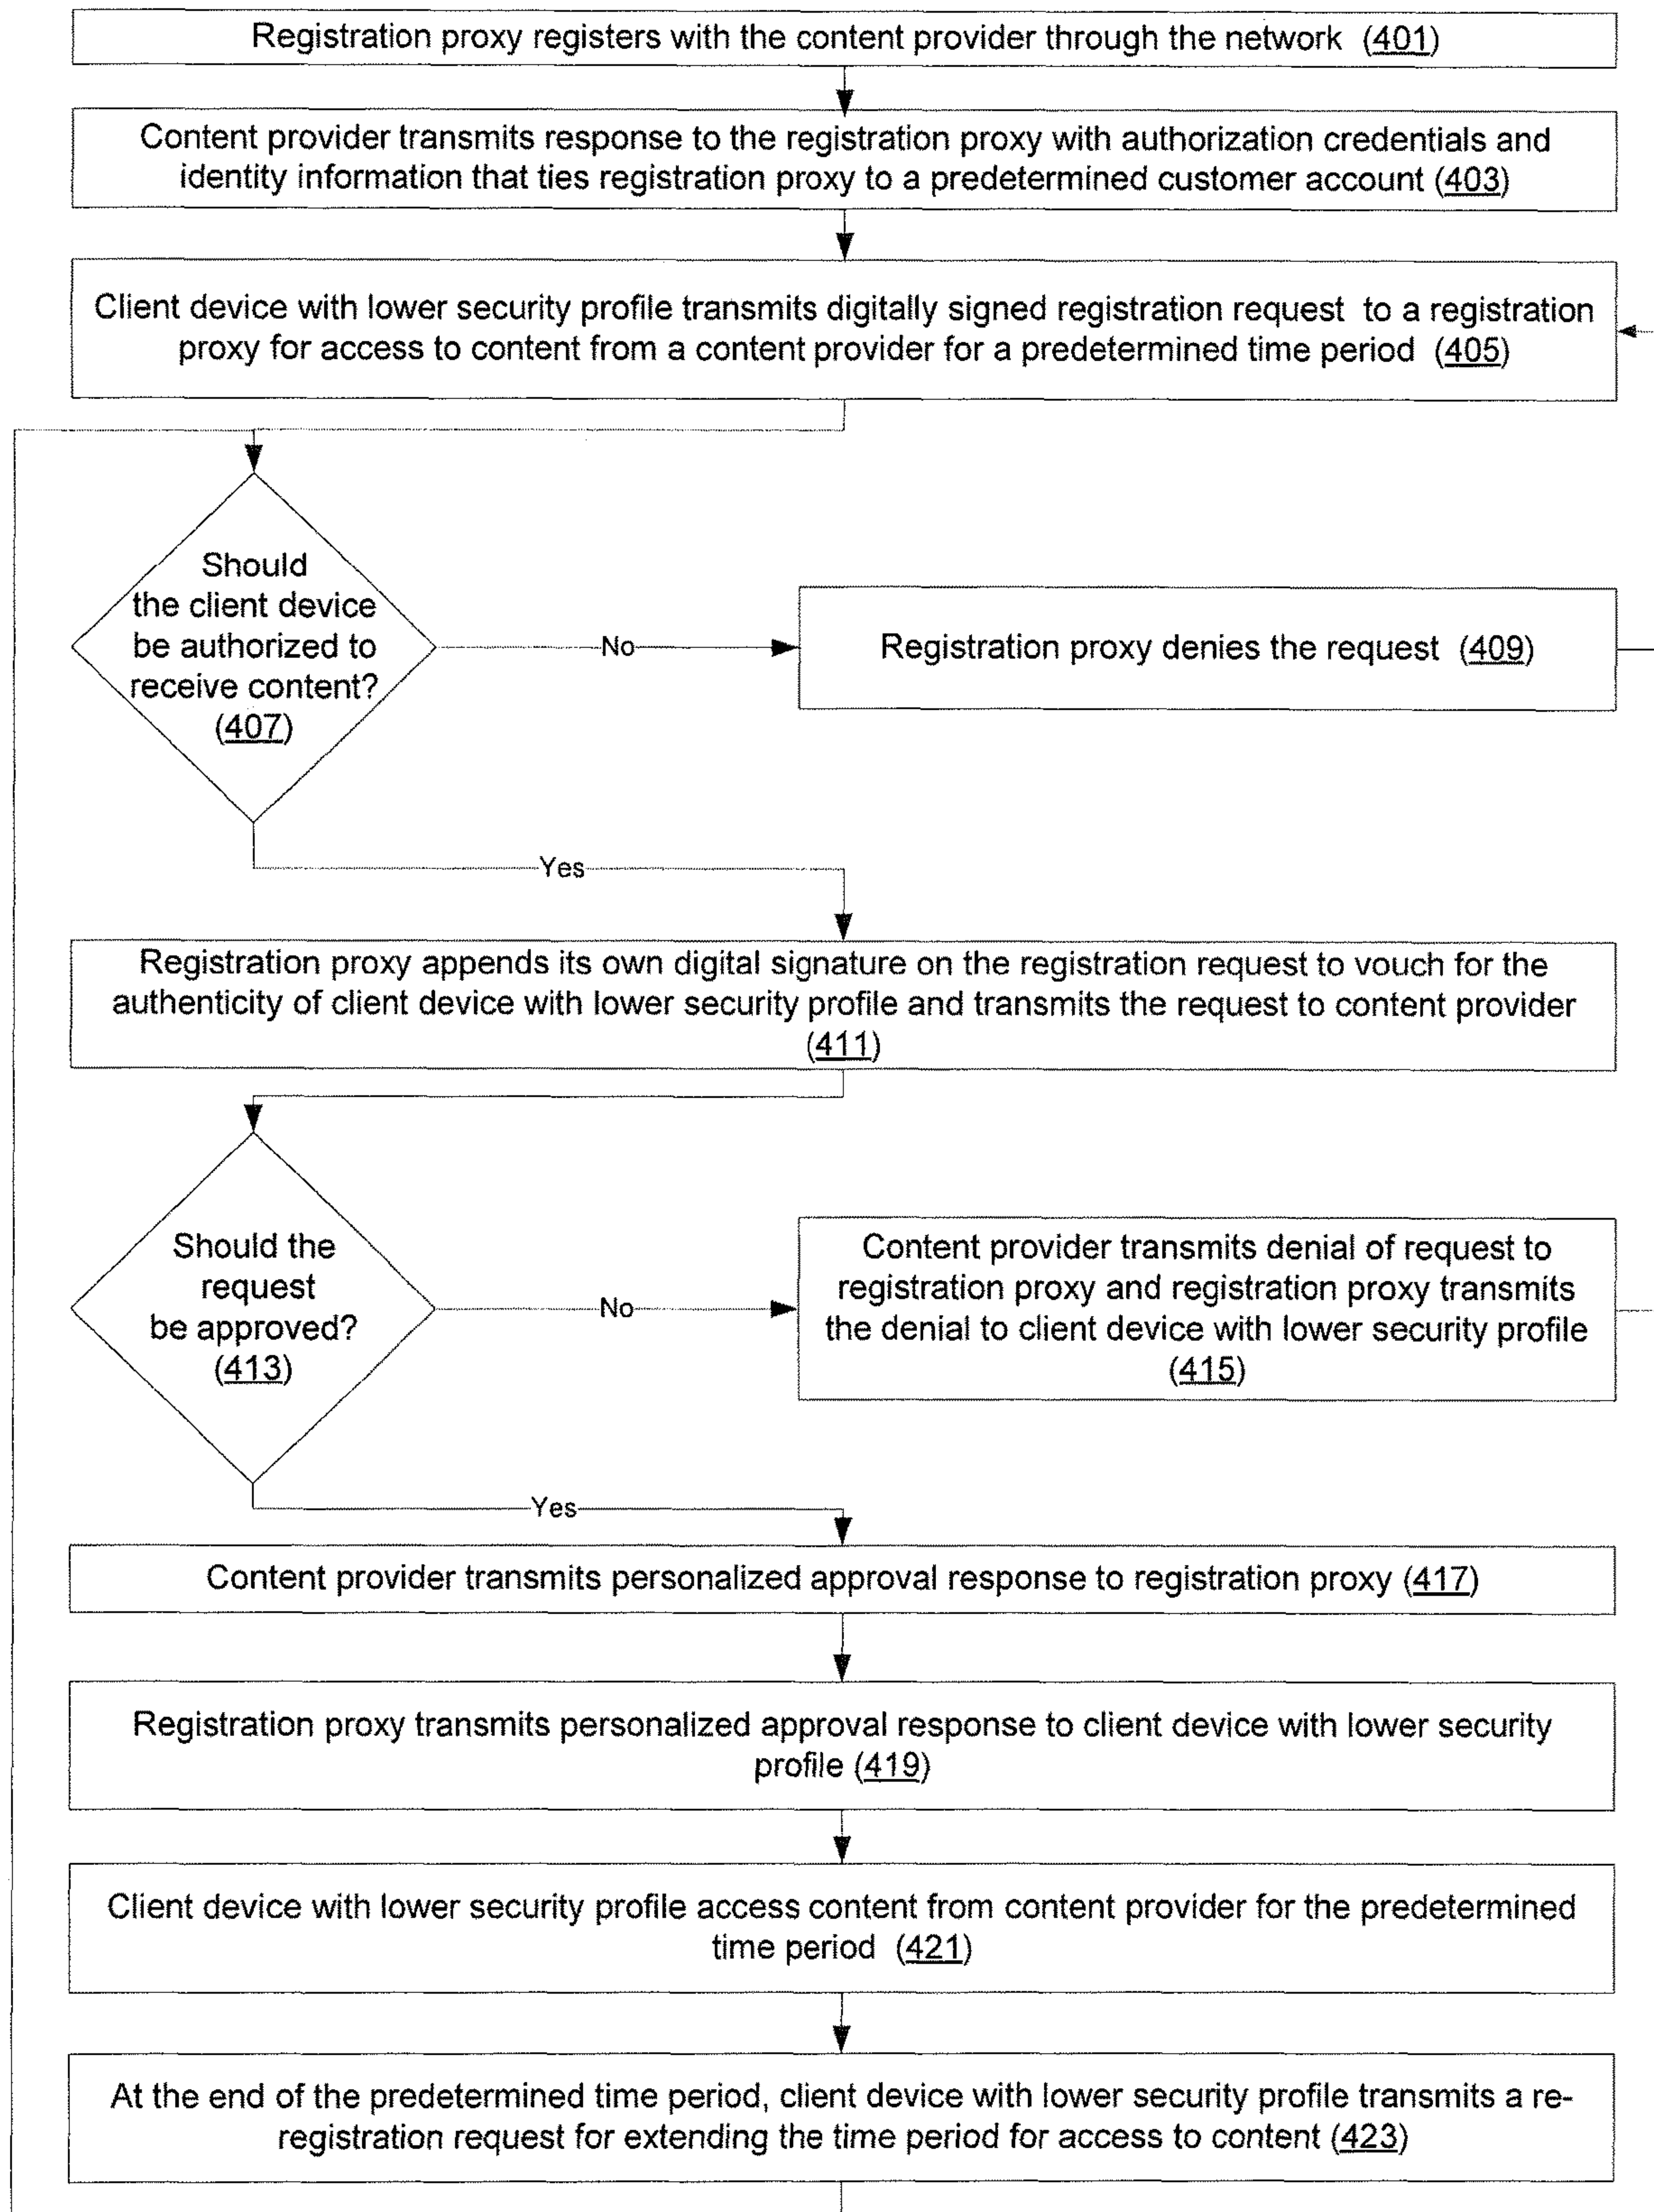 Registration proxy registers with the content provider through the network (401)
Content provider transmits response to the registration proxy with authorization credentials and
identity information that ties registration proxy to a predetermined customer account (403)
Client device with lower security profile transmits digitally signed registration request to a registration
proxy for access to content from a content provider for a predetermined time period (405)
Should
the client device
be authorized to
receive content?
(407)
No
Registration proxy denies the request (409)
Yes
Registration proxy appends its own digital signature on the registration request to vouch for the
authenticity of client device with lower security profile and transmits the request to content provider
(411)
Should the
request
be approved?
(413)
No
Content provider transmits denial of request to
registration proxy and registration proxy transmits
the denial to client device with lower security profile
(415)
Yes
Content provider transmits personalized approval response to registration proxy (417)
Registration proxy transmits personalized approval response to client device with lower security
profile (419)
Client device with lower security profile access content from content provider for the predetermined
time period (421)
At the end of the predetermined time period, client device with lower security profile transmits a re-
registration request for extending the time period for access to content (423)